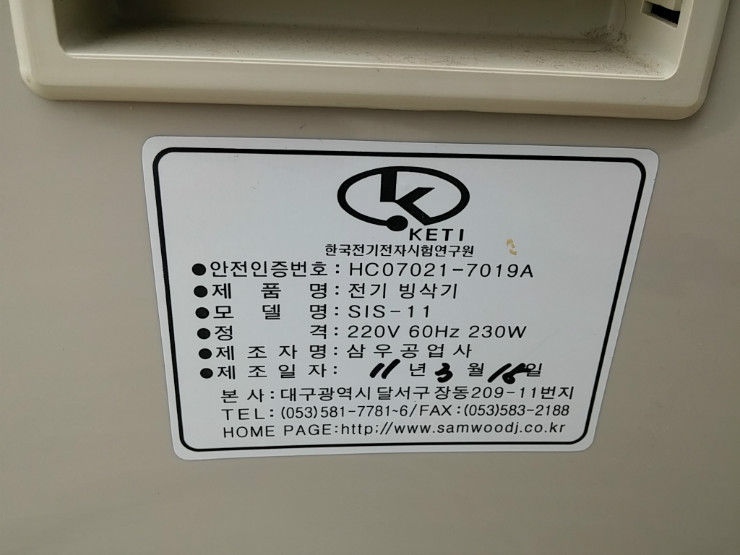 KETI
한국전기전자시험연구원
●안전인증번호 : HC07021-7019A
●제 품 명 : 전기 빙삭기
●모 델 명 : SIS-11
●정 격 : 220V 60Hz 230W
●제 조 자 명 : 삼우공업사
●제 조 일 자 : 11 년 3 월 일
본 사 : 대구광역시 달서구 장동209-11번지
TEL : (053)581-7781~6/FAX : (053)583-2188
HOME PAGE:http://www.samwoodj.co.kr